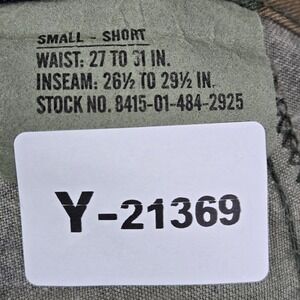 SMALL - SHORT
WAIST: 27 TO 31 IN.
INSEAM: 26½ TO 29½ IN.
STOCK NO. 8415-01-484-2925
Y-21369